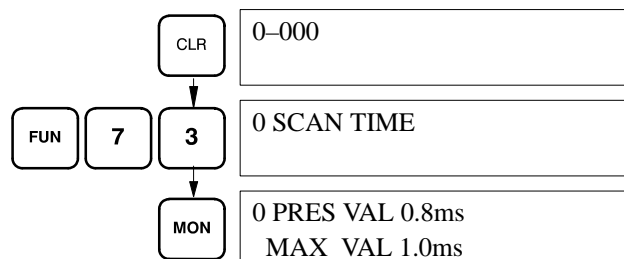 CLR 0–000
FUN 7 3 0 SCAN TIME
MON 0 PRES VAL 0.8ms
MAX VAL 1.0ms